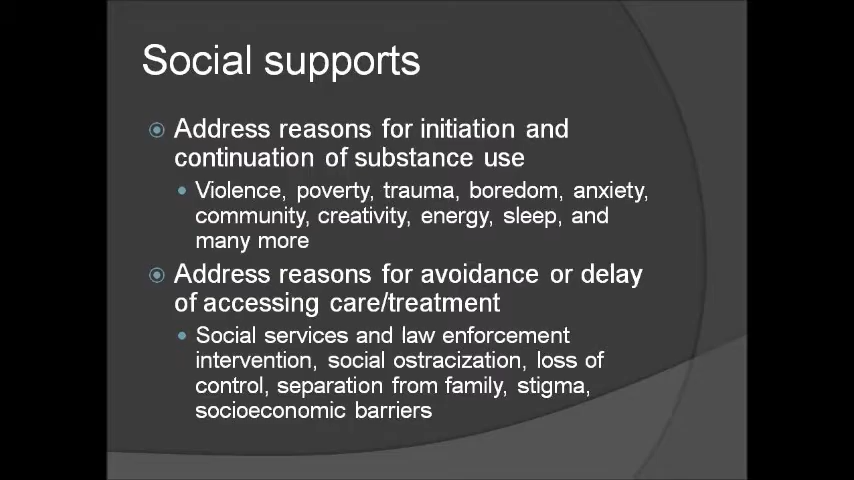 Social supports
Address reasons for initiation and
continuation of substance use
Violence, poverty, trauma, boredom, anxiety,
community, creativity, energy, sleep, and
many more
Address reasons for avoidance or delay
of accessing care/treatment
Social services and law enforcement
intervention, social ostracization, loss of
control, separation from family, stigma,
socioeconomic barriers